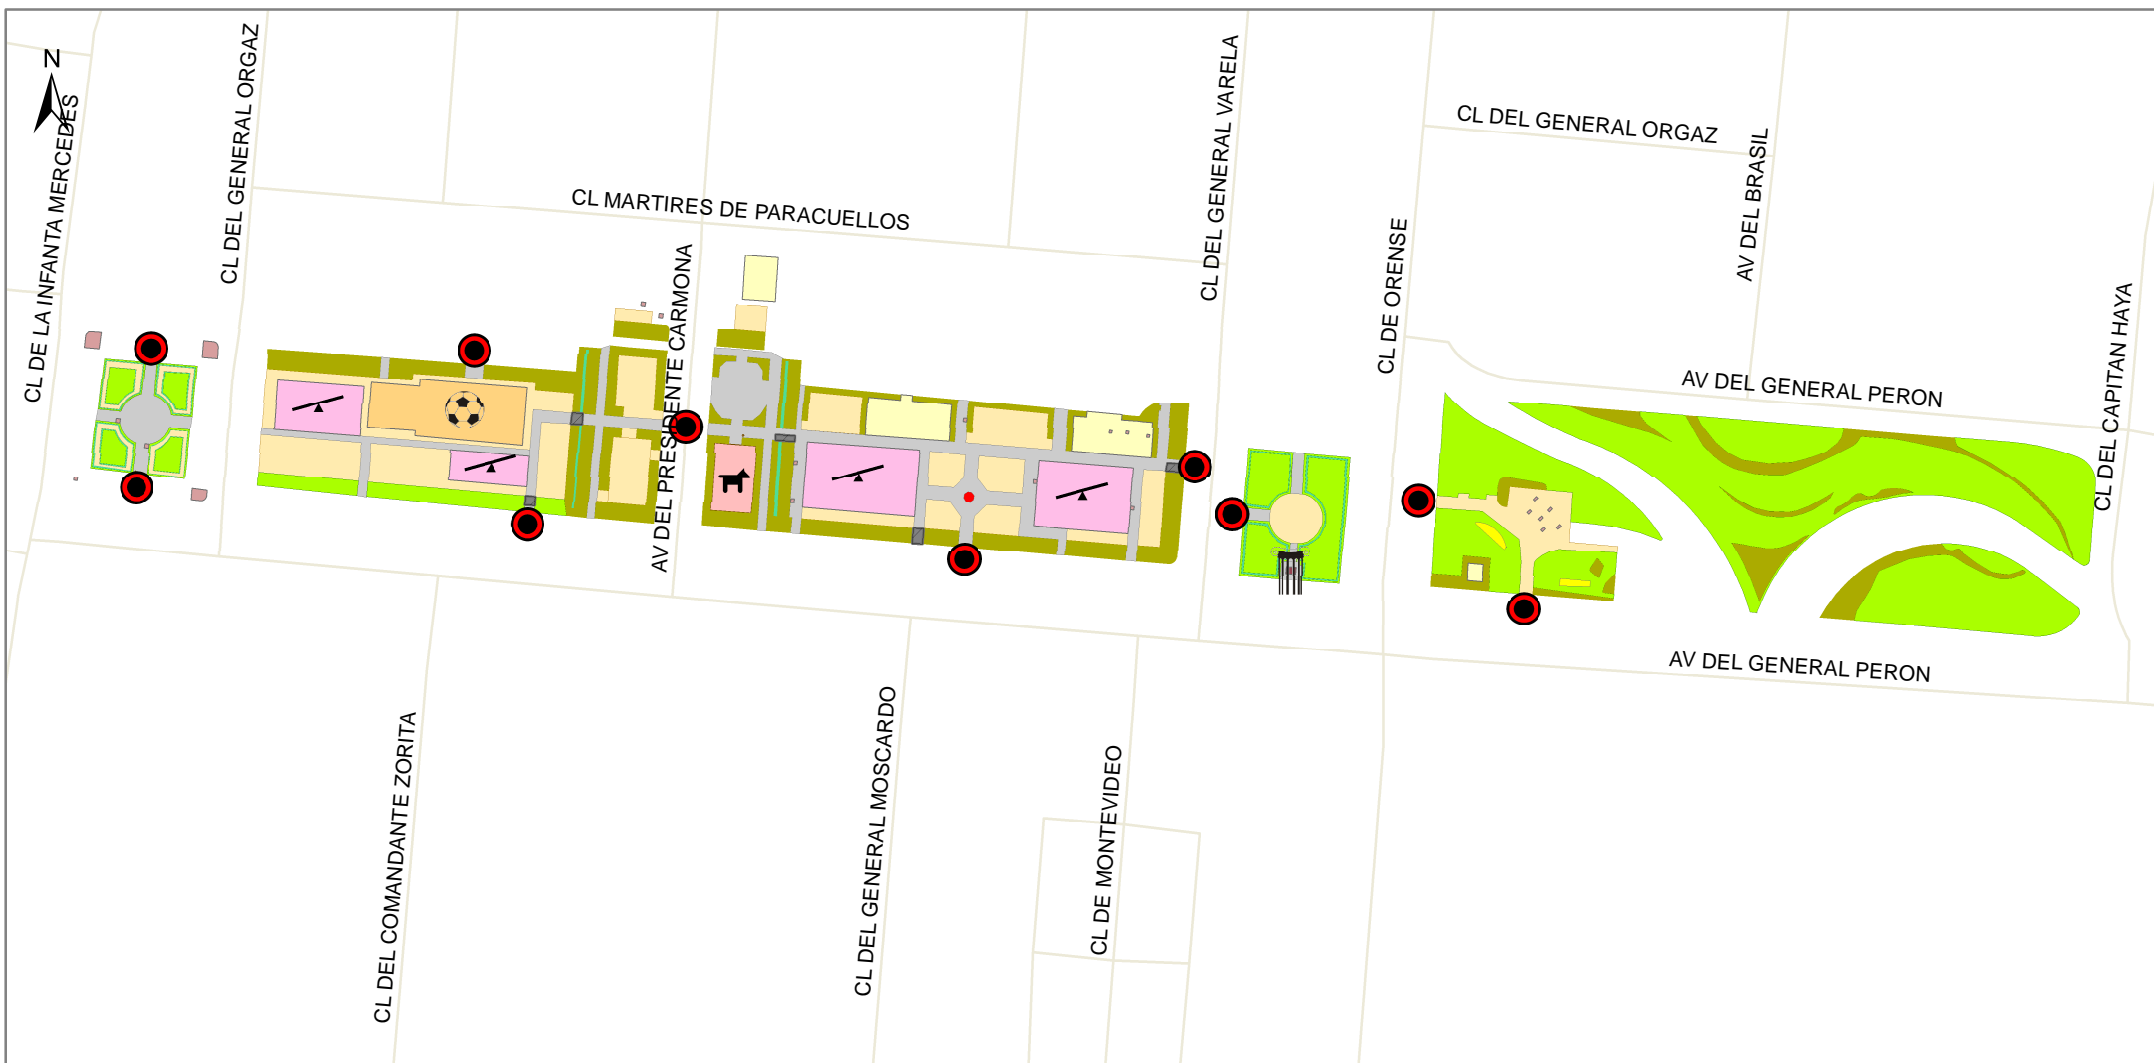 N
CL DE LA INFANTA MERCEDES
CL DEL GENERAL ORGAZ
CL MARTIRES DE PARACUELLOS
AV DEL PRESIDENTE CARMONA
CL DEL GENERAL VARELA
CL DE ORENSE
CL DEL GENERAL ORGAZ
AV DEL BRASIL
AV DEL GENERAL PERON
CL DEL CAPITAN HAYA
AV DEL GENERAL PERON
CL DEL COMANDANTE ZORITA
CL DEL GENERAL MOSCARDO
CL DE MONTEVIDEO